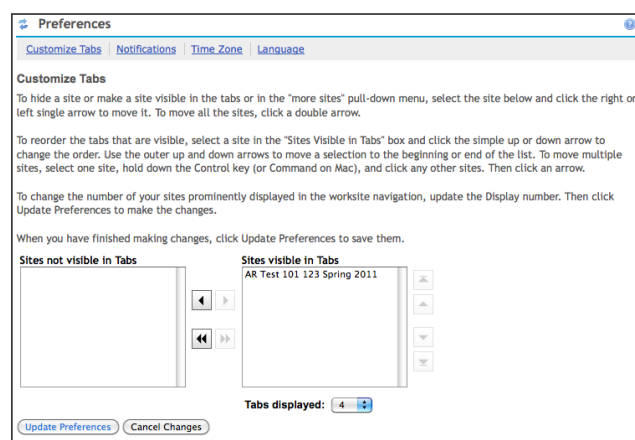 Preferences
Customize Tabs Notifications Time Zone Language
Customize Tabs
To hide a site or make a site visible in the tabs or in the "more sites" pull-down menu, select the site below and click the right or
left single arrow to move it. To move all the sites, click a double arrow.
To reorder the tabs that are visible, select a site in the "Sites Visible in Tabs" box and click the simple up or down arrow to
change the order. Use the outer up and down arrows to move a selection to the beginning or end of the list. To move multiple
sites, select one site, hold down the Control key (or Command on Mac), and click any other sites. Then click an arrow.
To change the number of your sites prominently displayed in the worksite navigation, update the Display number. Then click
Update Preferences to make the changes.
When you have finished making changes, click Update Preferences to save them.
Sites not visible in Tabs
Sites visible in Tabs
AR Test 101 123 Spring 2011
Tabs displayed: 4
Update Preferences Cancel Changes